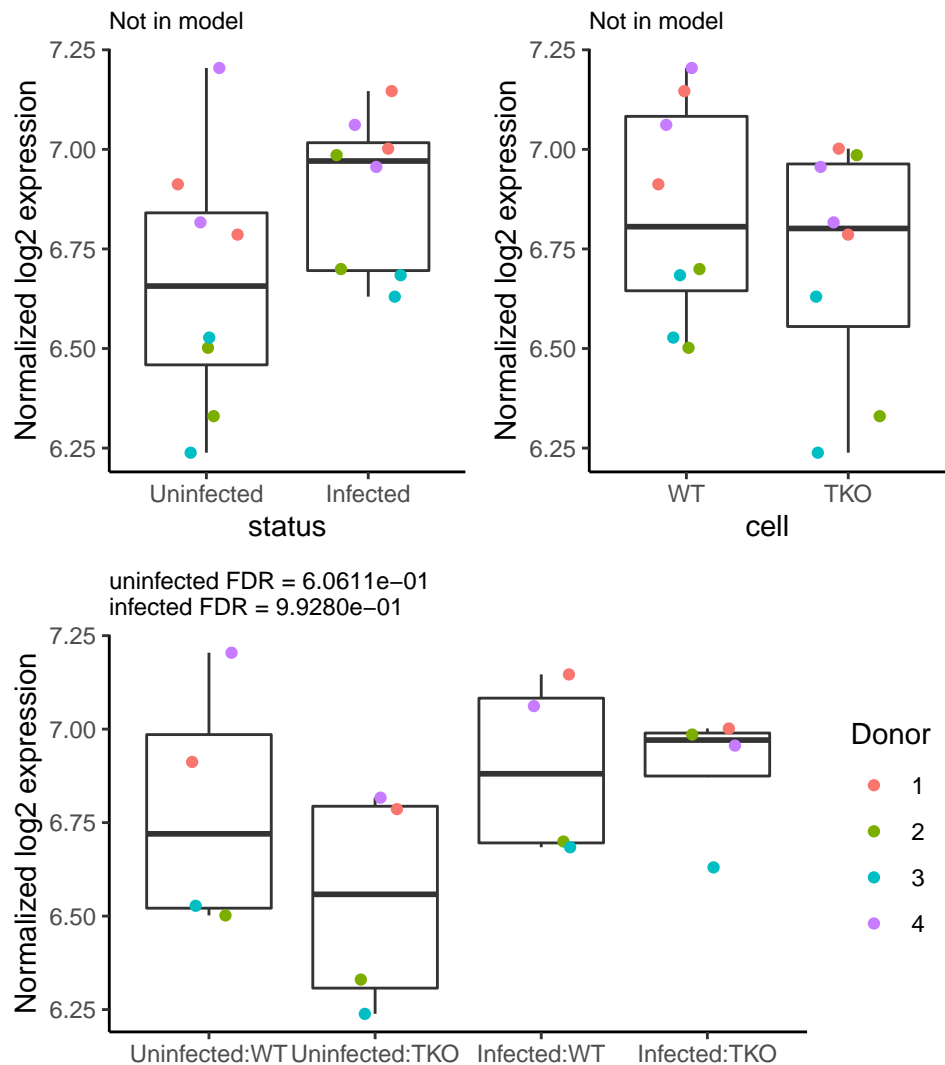 Not in model
7.25
7.00
6.75
6.50
6.25
Normalized log2 expression
Uninfected Infected
status
Not in model
7.25
7.00
6.75
6.50
6.25
Normalized log2 expression
WT TKO
cell
uninfected FDR = 6.0611e−01
infected FDR = 9.9280e−01
7.25
7.00
6.75
6.50
6.25
Normalized log2 expression
Uninfected:WT Uninfected:TKO Infected:WT Infected:TKO
Donor
1
2
3
4